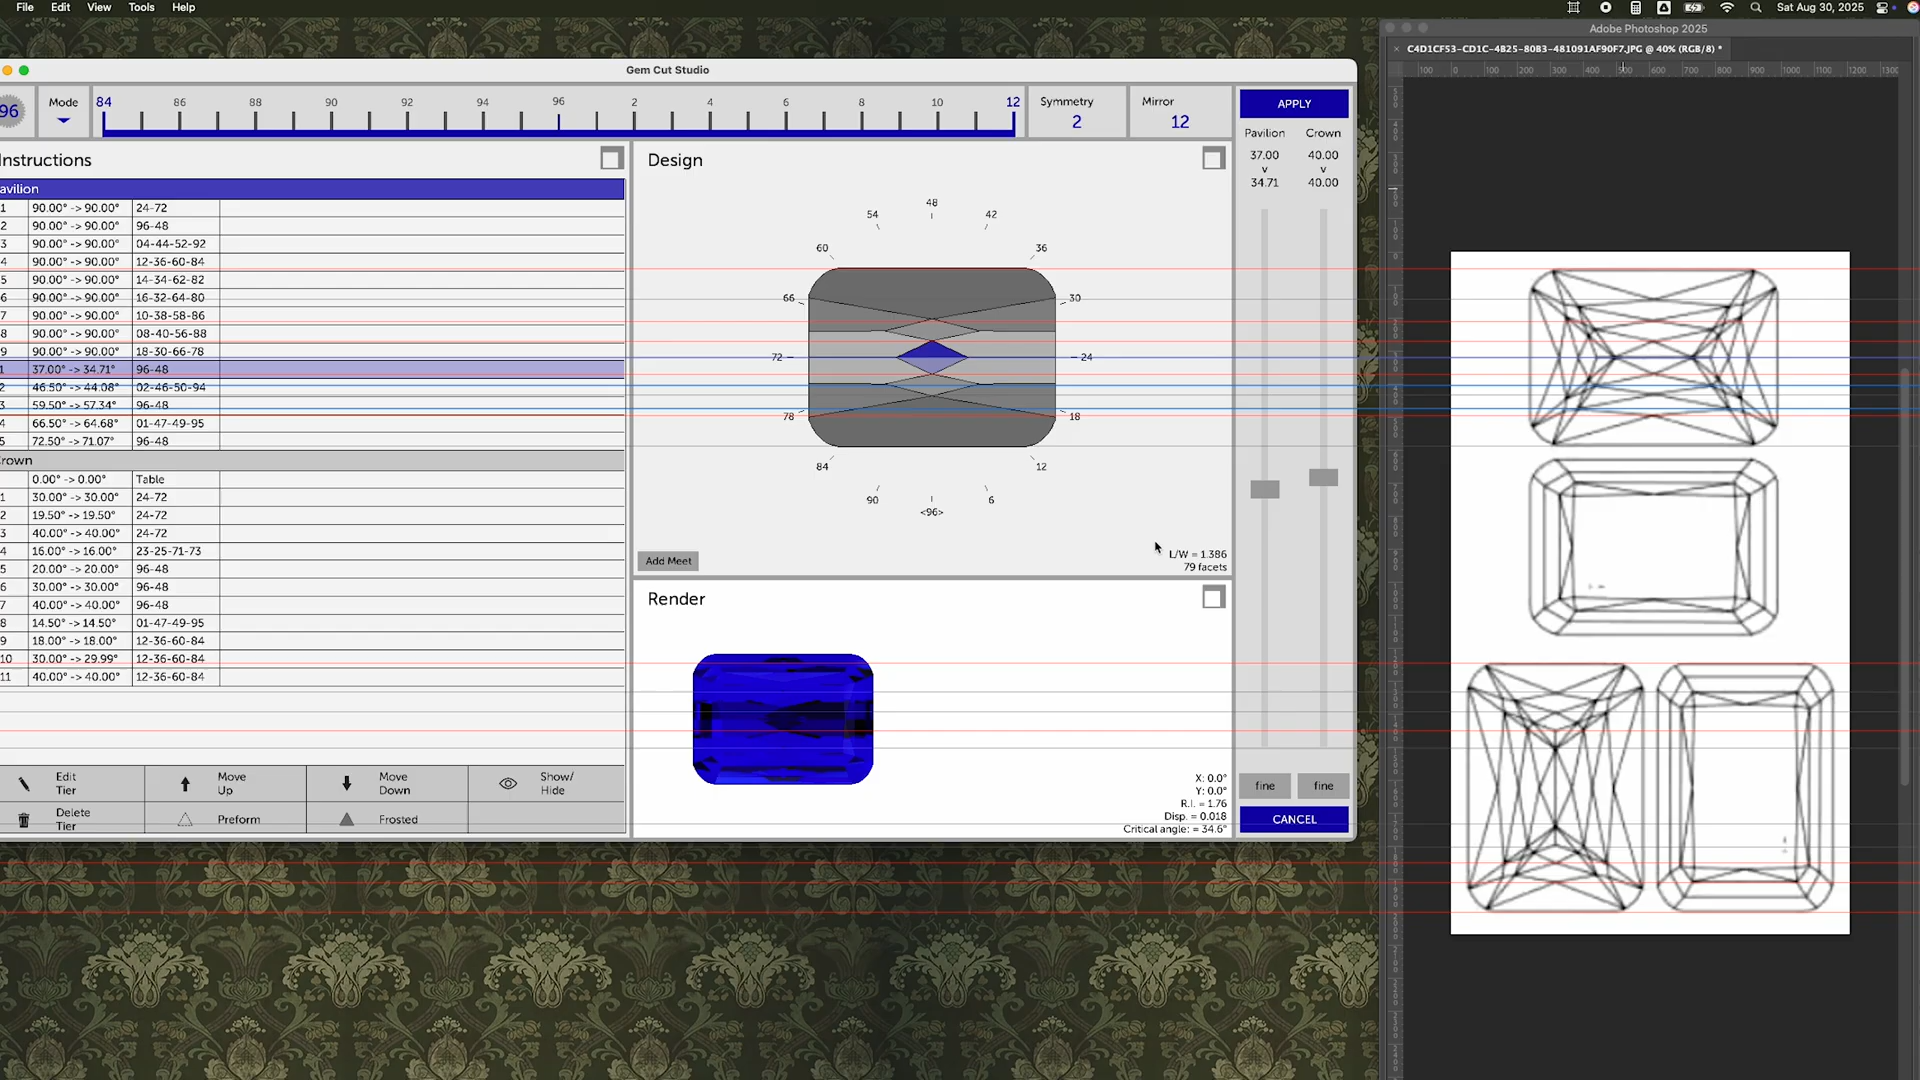 File Edit View Tools Help
Sat Aug 30, 2025
Adobe Photoshop 2025
× C4D1CF53-CD1C-4B25-80B3-481091AF90F7.JPG @ 40% (RGB/8) *
100 0 100 200 300 400 500 600 700 800 900 1000 1100 1200 1300
Gem Cut Studio
96
Mode
84 86 88 90 92 94 96 2 4 6 8 10 12
Symmetry
2
Mirror
12
APPLY
Pavilion Crown
37.00 40.00
v v
34.71 40.00
Instructions
avilion
1 90.00° -> 90.00° 24-72
2 90.00° -> 90.00° 96-48
3 90.00° -> 90.00° 04-44-52-92
4 90.00° -> 90.00° 12-36-60-84
5 90.00° -> 90.00° 14-34-62-82
6 90.00° -> 90.00° 16-32-64-80
7 90.00° -> 90.00° 10-38-58-86
8 90.00° -> 90.00° 08-40-56-88
9 90.00° -> 90.00° 18-30-66-78
1 37.00° -> 34.71° 96-48
2 46.50° -> 44.08° 02-46-50-94
3 59.50° -> 57.34° 96-48
4 66.50° -> 64.68° 01-47-49-95
5 72.50° -> 71.07° 96-48
rown
0.00° -> 0.00° Table
1 30.00° -> 30.00° 24-72
2 19.50° -> 19.50° 24-72
3 40.00° -> 40.00° 24-72
4 16.00° -> 16.00° 23-25-71-73
5 20.00° -> 20.00° 96-48
6 30.00° -> 30.00° 96-48
7 40.00° -> 40.00° 96-48
8 14.50° -> 14.50° 01-47-49-95
9 18.00° -> 18.00° 12-36-60-84
10 30.00° -> 29.99° 12-36-60-84
11 40.00° -> 40.00° 12-36-60-84
Edit Tier
Move Up
Move Down
Show/ Hide
Delete Tier
Preform
Frosted
Design
48
54 42
60 36
66 30
72 24
78 18
84 12
90 6
<96>
Add Meet
L/W = 1.386
79 facets
Render
X: 0.0°
Y: 0.0°
R.I. = 1.76
Disp. = 0.018
Critical angle: = 34.6°
fine fine
CANCEL